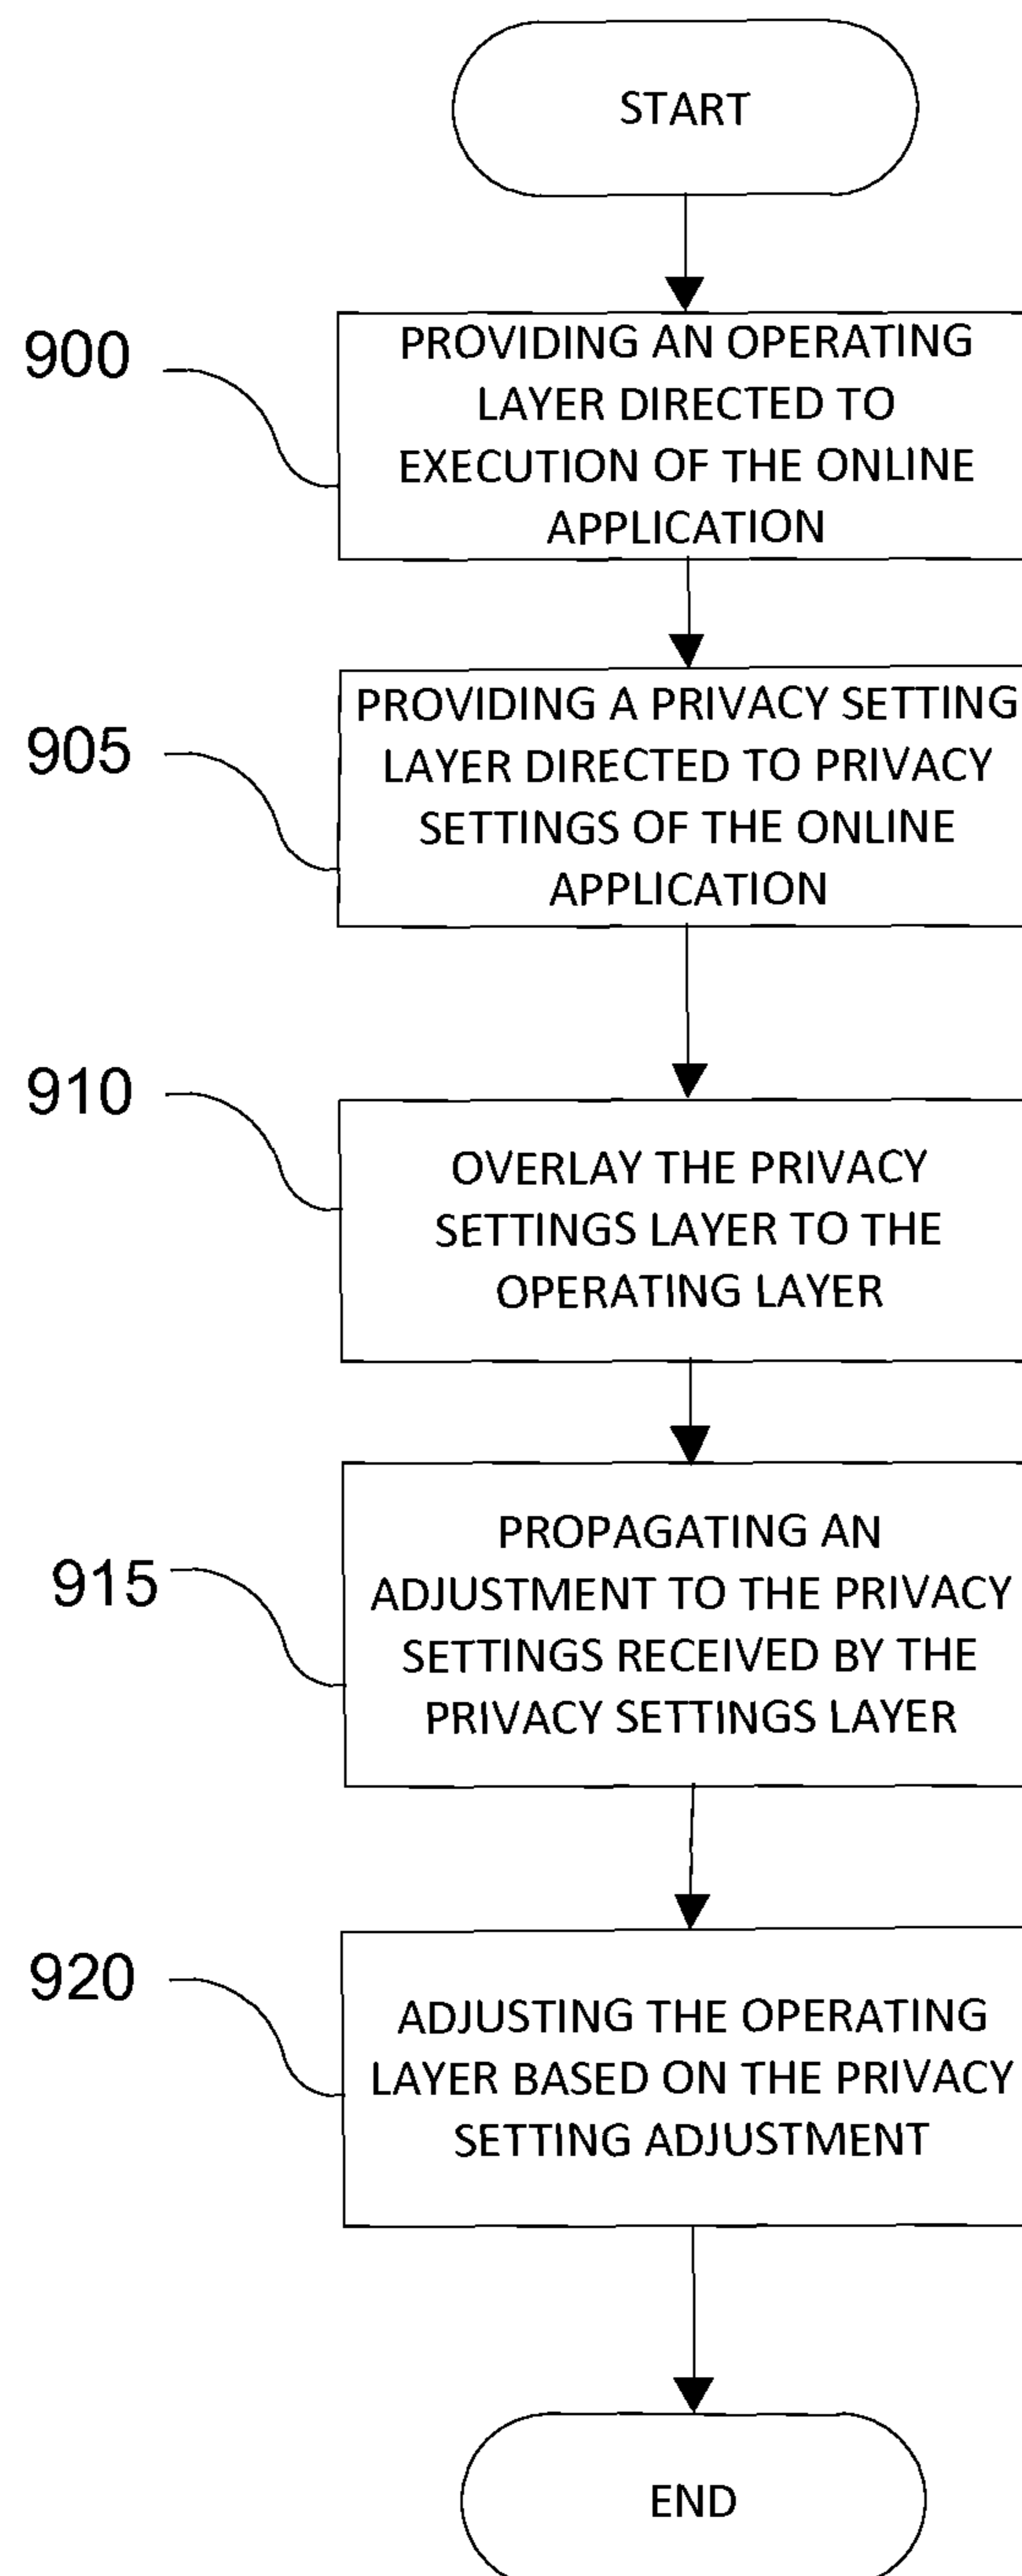 START
900
PROVIDING AN OPERATING
LAYER DIRECTED TO
EXECUTION OF THE ONLINE
APPLICATION
905
PROVIDING A PRIVACY SETTING
LAYER DIRECTED TO PRIVACY
SETTINGS OF THE ONLINE
APPLICATION
910
OVERLAY THE PRIVACY
SETTINGS LAYER TO THE
OPERATING LAYER
915
PROPAGATING AN
ADJUSTMENT TO THE PRIVACY
SETTINGS RECEIVED BY THE
PRIVACY SETTINGS LAYER
920
ADJUSTING THE OPERATING
LAYER BASED ON THE PRIVACY
SETTING ADJUSTMENT
END